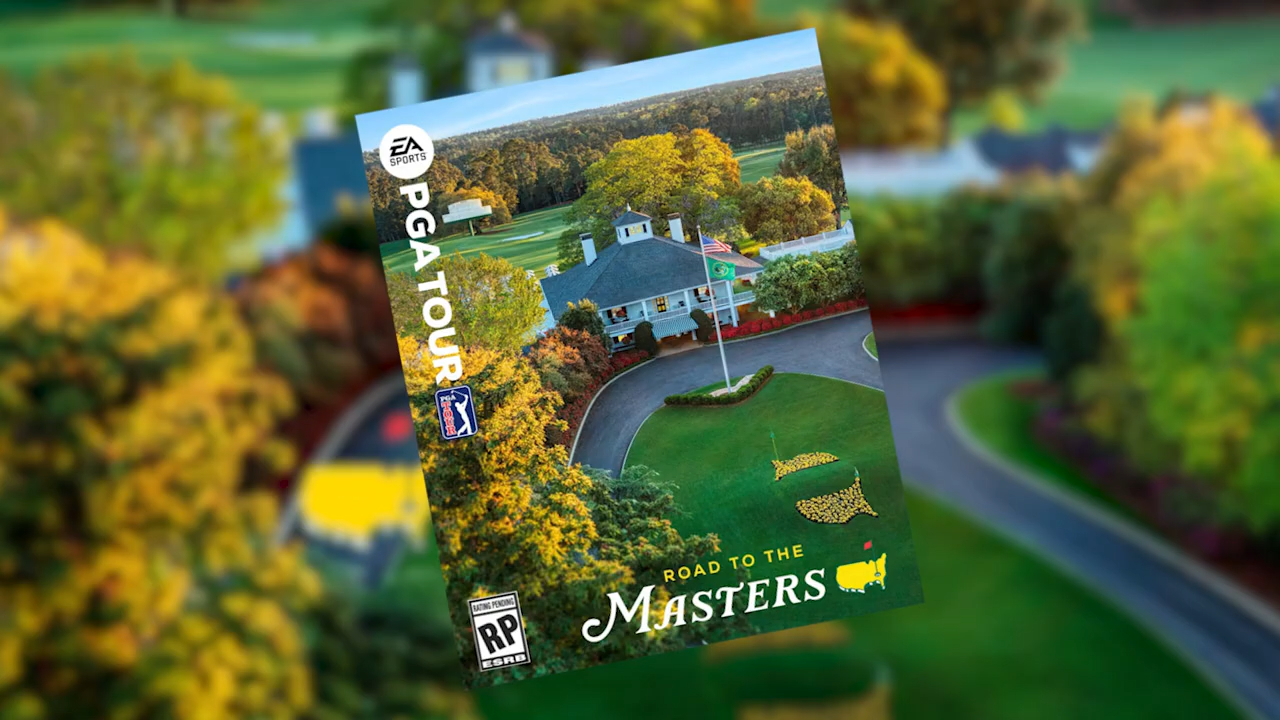 EA
SPORTS
PGA TOUR
PGA
TOUR
ROAD TO THE
MASTERS
RATING PENDING
RP
ESRB